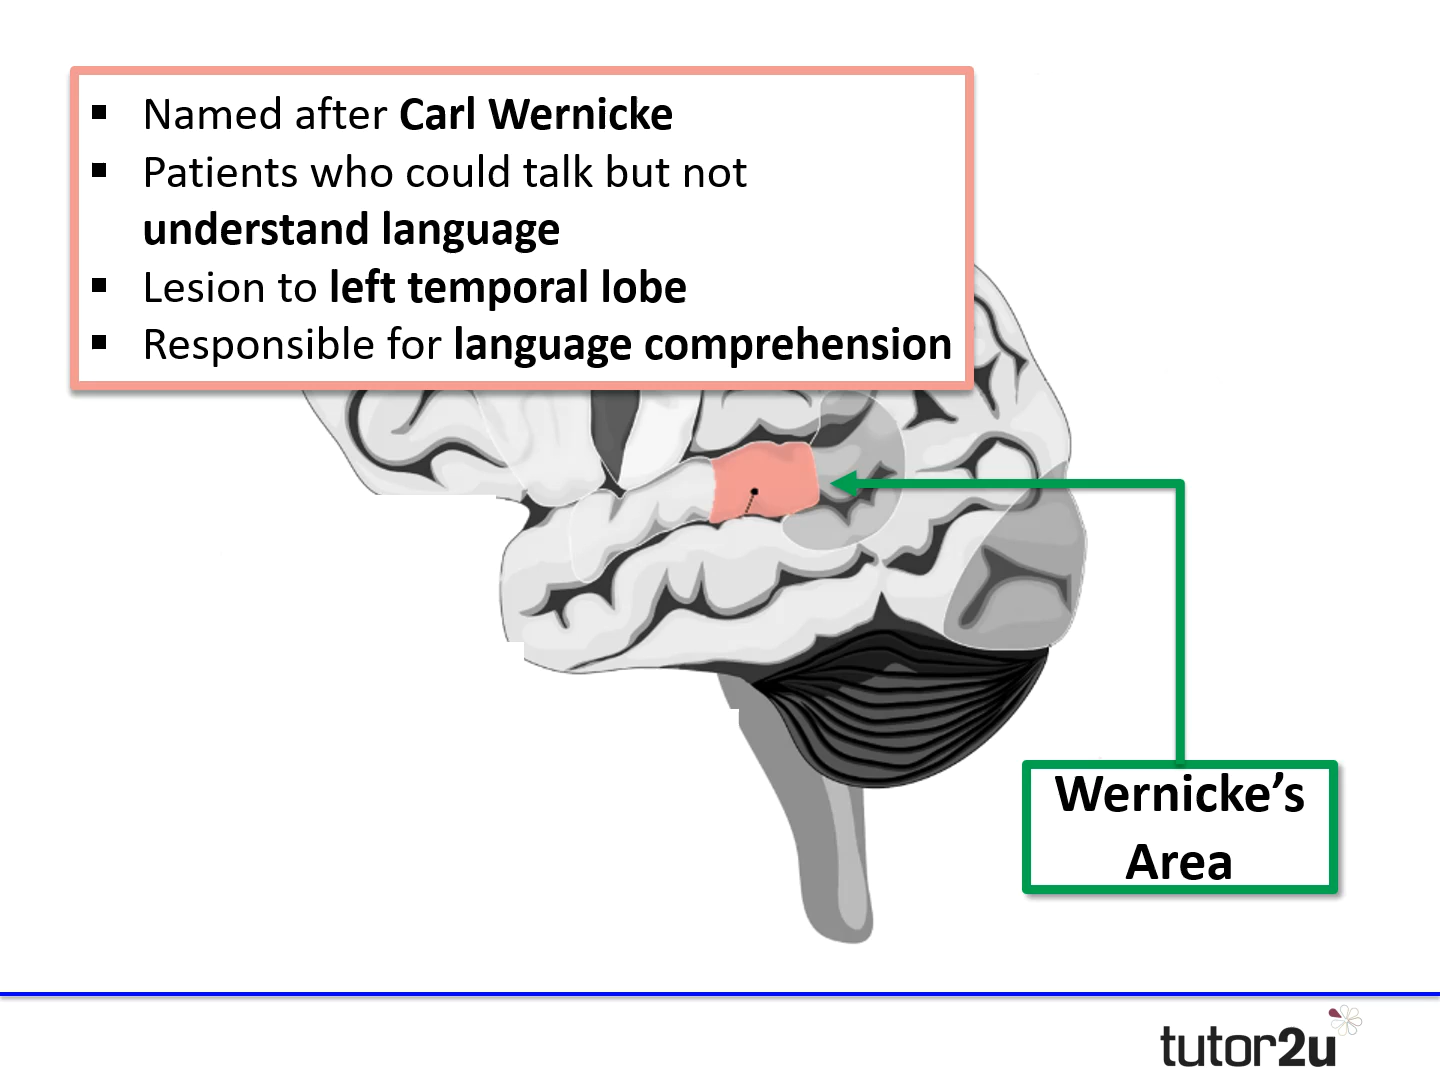 ▪ Named after Carl Wernicke
▪ Patients who could talk but not
understand language
▪ Lesion to left temporal lobe
▪ Responsible for language comprehension
Wernicke’s
Area
tutor2u